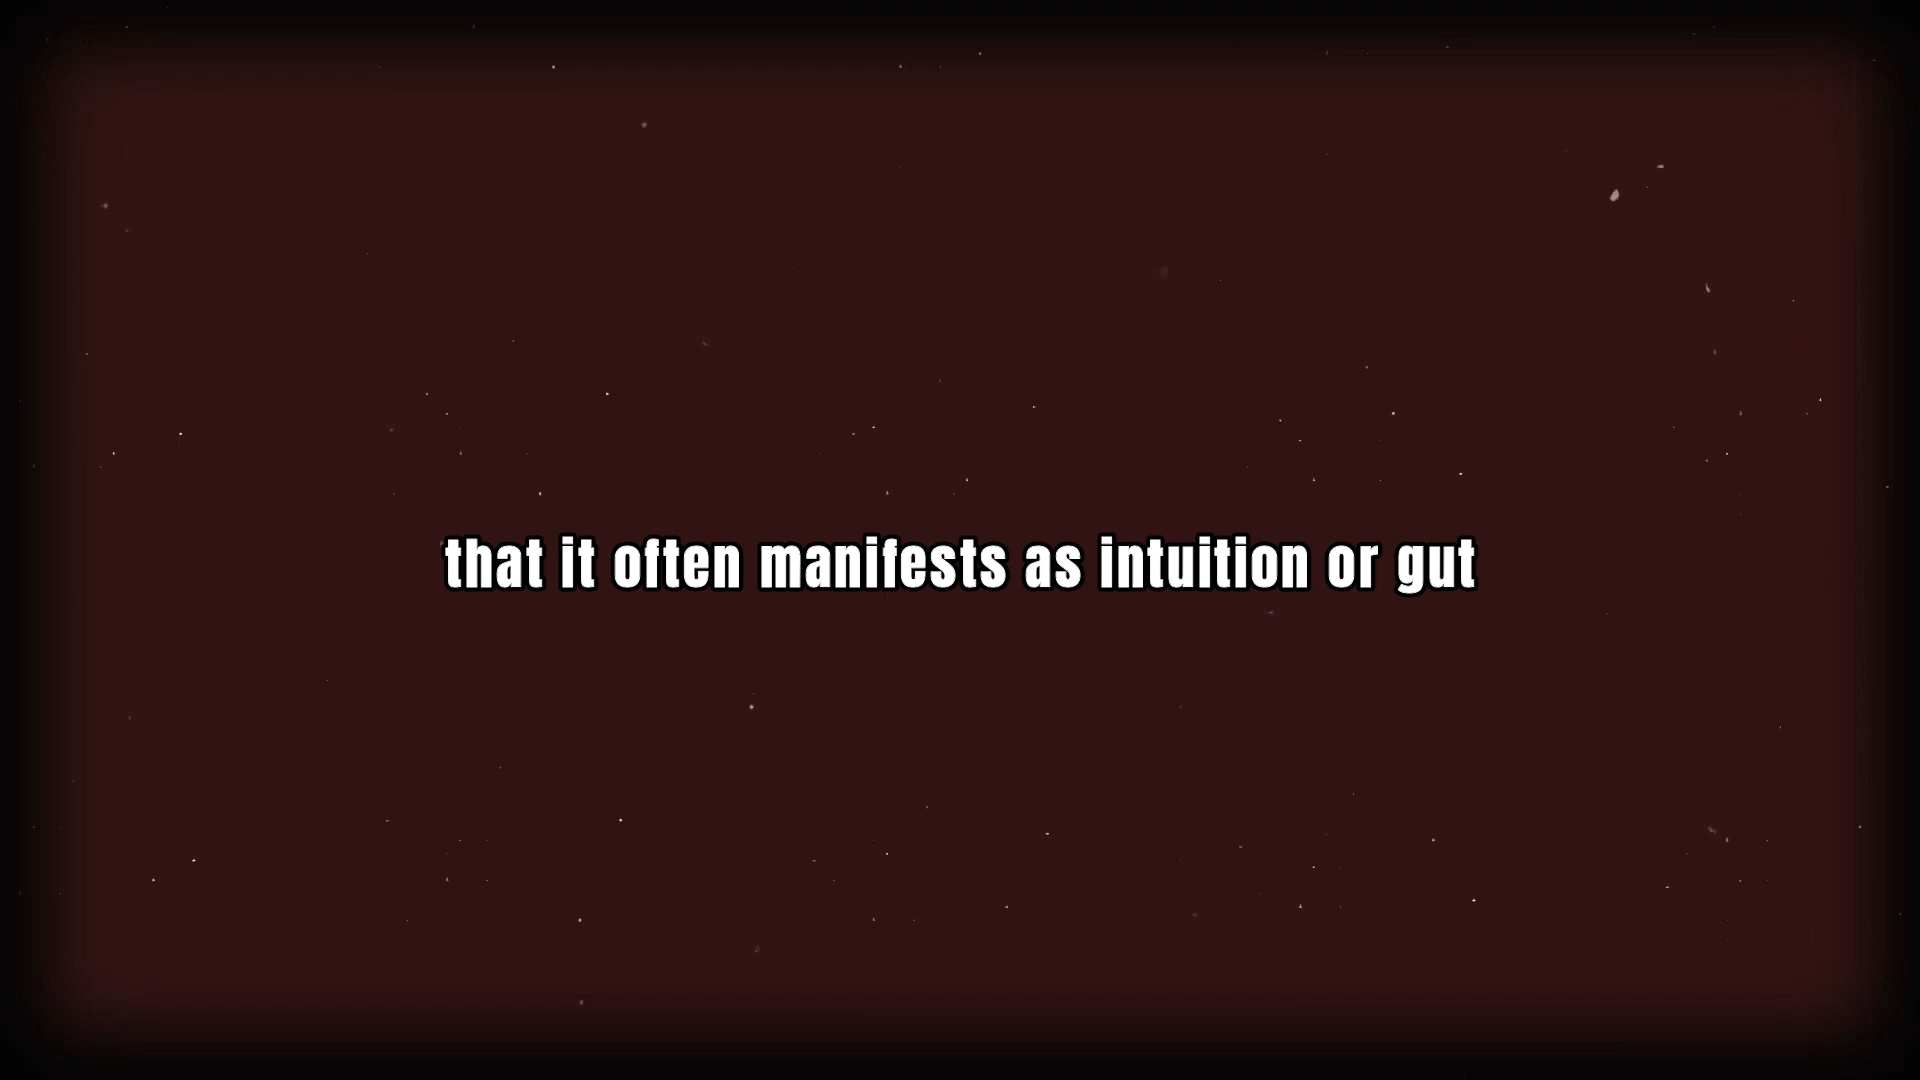 that it often manifests as intuition or gut